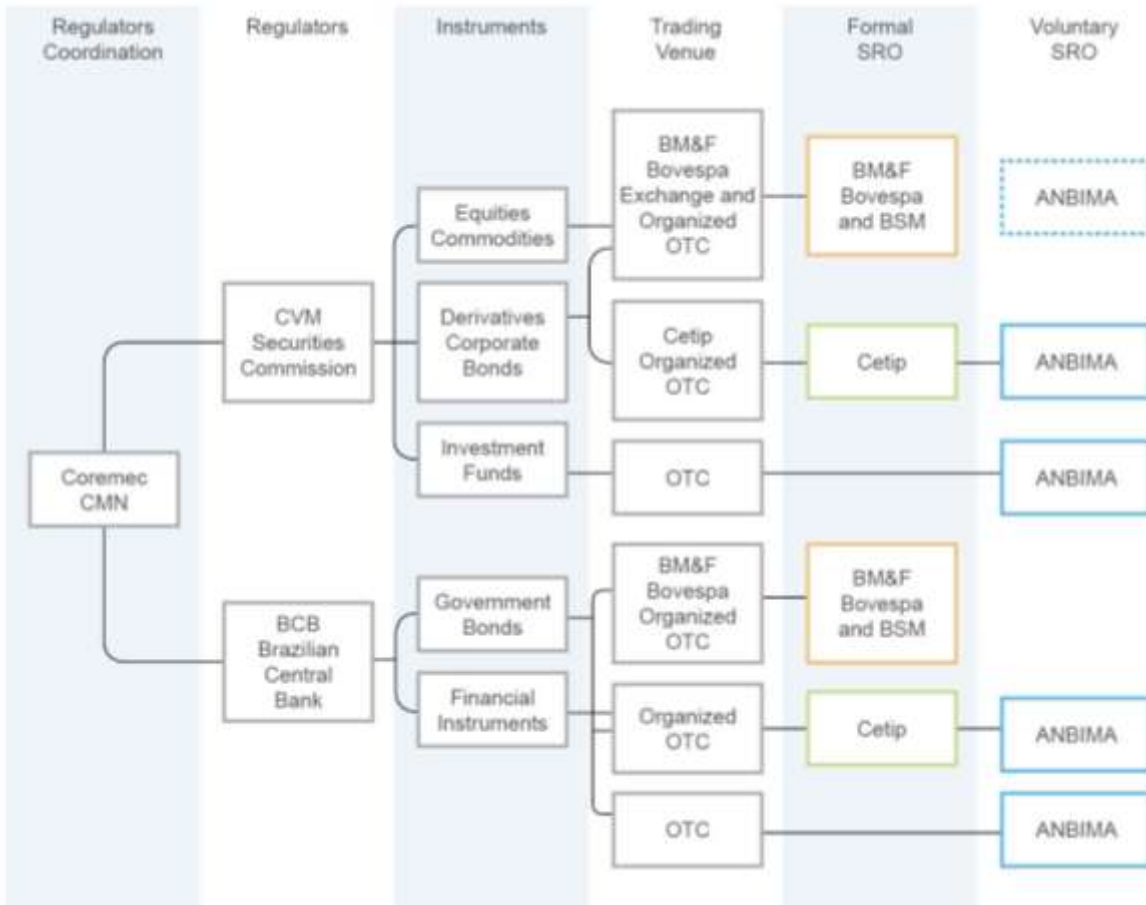 Regulators
Coordination
Regulators
Instruments
Trading
Venue
Formal
SRO
Voluntary
SRO
Coremec
CMN
CVM
Securities
Commission
BCB
Brazilian
Central
Bank
Equities
Commodities
Derivatives
Corporate
Bonds
Investment
Funds
Government
Bonds
Financial
Instruments
BM&F
Bovespa
Exchange and
Organized
OTC
Cetip
Organized
OTC
OTC
BM&F
Bovespa
Organized
OTC
Organized
OTC
OTC
BM&F
Bovespa
and BSM
Cetip
BM&F
Bovespa
and BSM
Cetip
ANBIMA
ANBIMA
ANBIMA
ANBIMA
ANBIMA